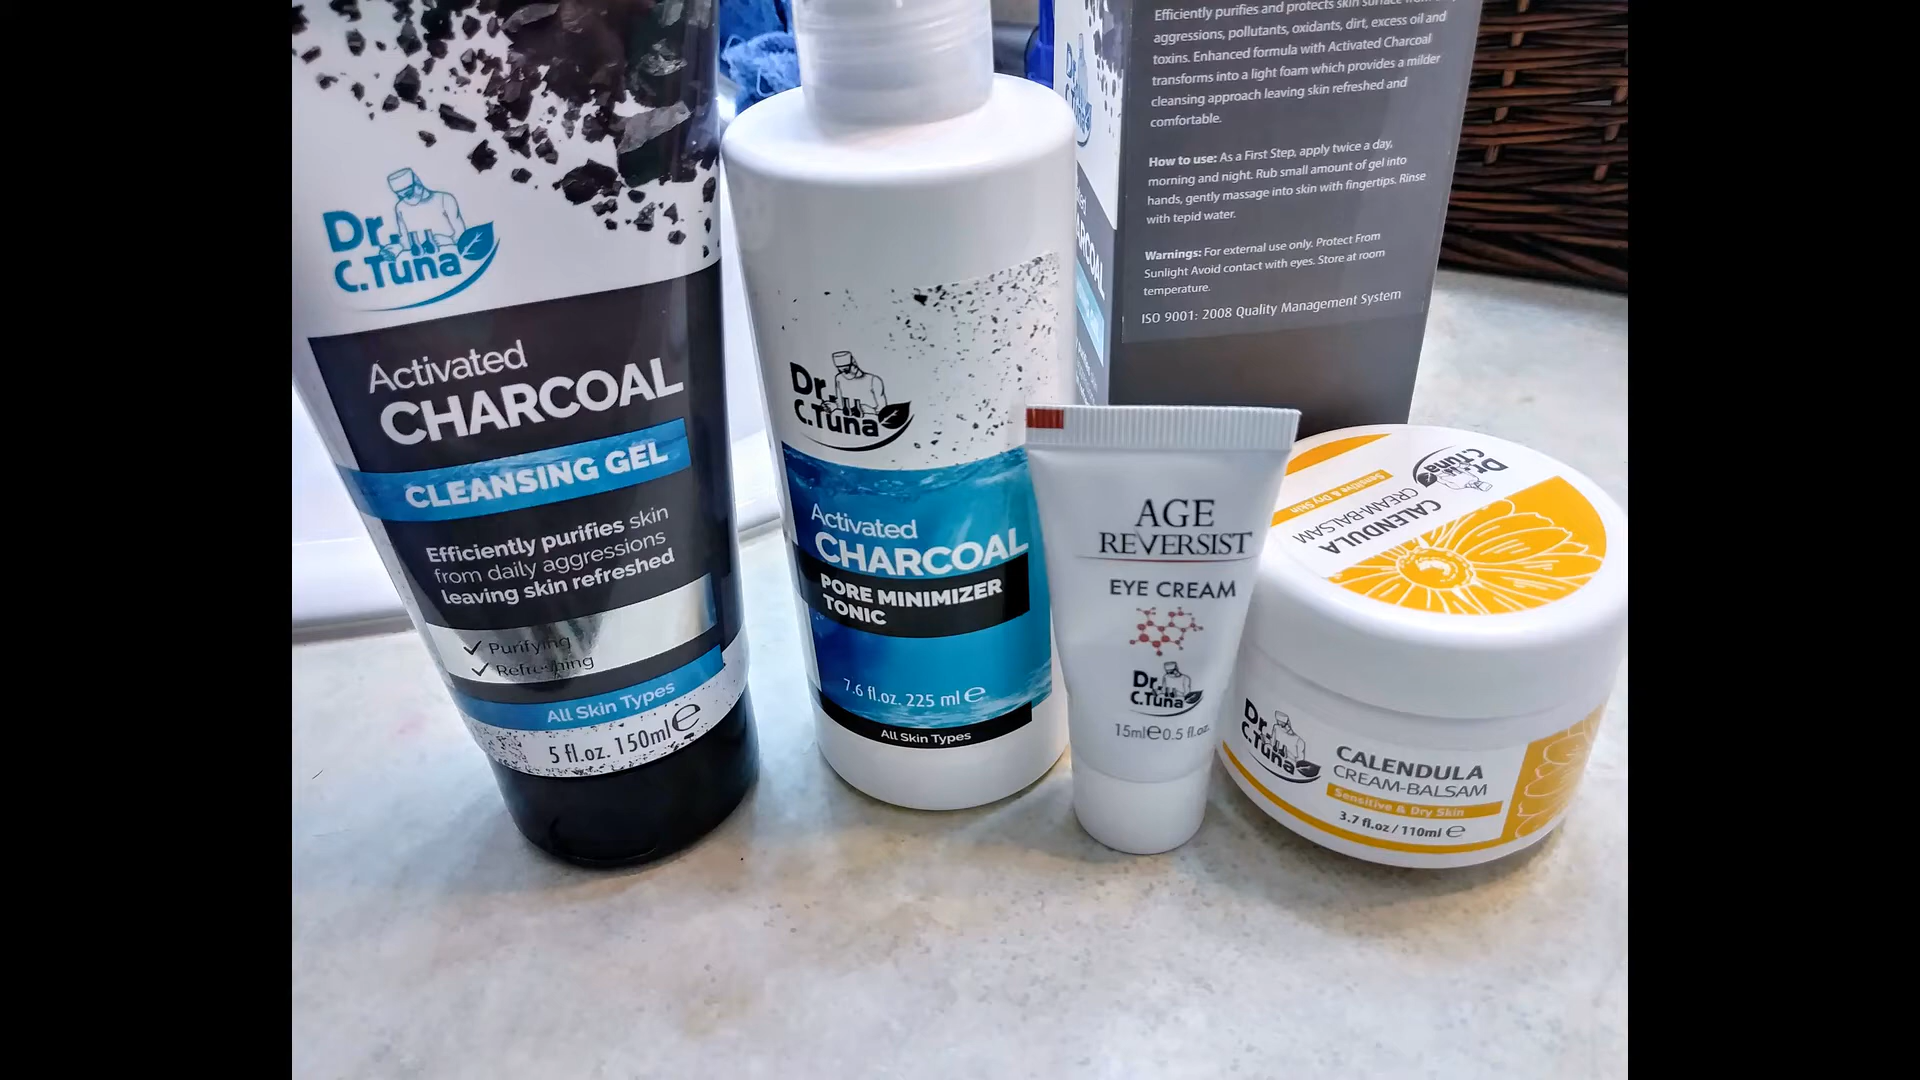 Dr.
C.Tuna
Activated
CHARCOAL
CLEANSING GEL
Efficiently purifies skin
from daily aggressions
leaving skin refreshed
Purifying
Refreshing
All Skin Types
5 fl.oz. 150ml e
Dr.
C.Tuna
Activated
CHARCOAL
PORE MINIMIZER
TONIC
7.6 fl.oz. 225 ml e
All Skin Types
Efficiently purifies and protects skin surface from
aggressions, pollutants, oxidants, dirt, excess oil and
toxins. Enhanced formula with Activated Charcoal
transforms into a light foam which provides a milder
cleansing approach leaving skin refreshed and
comfortable.
How to use: As a First Step, apply twice a day,
morning and night. Rub small amount of gel into
hands, gently massage into skin with fingertips. Rinse
with tepid water.
Warnings: For external use only. Protect From
Sunlight Avoid contact with eyes. Store at room
temperature.
ISO 9001: 2008 Quality Management System
AGE
REVERSIST
EYE CREAM
Dr.
C.Tuna
15ml e 0.5 fl.oz.
Dr.
C.Tuna
CALENDULA
CREAM-BALSAM
Sensitive & Dry Skin
Dr.
C.Tuna
CALENDULA
CREAM-BALSAM
Sensitive & Dry Skin
3.7 fl.oz / 110ml e